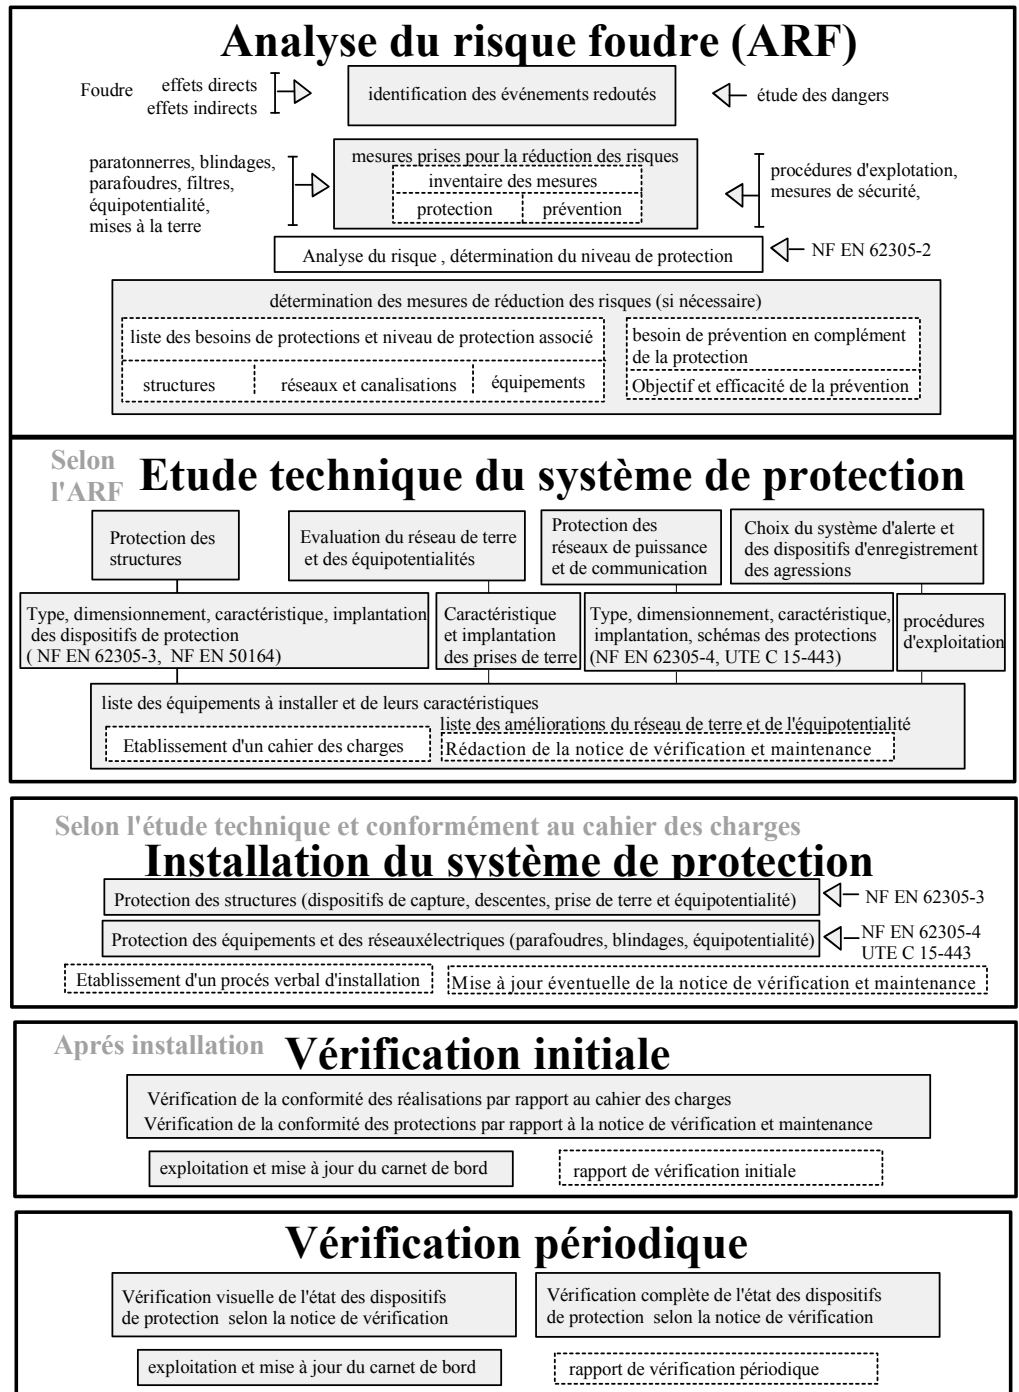 Analyse du risque foudre (ARF)
Foudre
effets directs
effets indirects
identification des événements redoutés
étude des dangers
paratonnerres, blindages,
parafoudres, filtres,
équipotentialité,
mises à la terre
mesures prises pour la réduction des risques
inventaire des mesures
protection
prévention
procédures d'explotation,
mesures de sécurité,
Analyse du risque , détermination du niveau de protection
NF EN 62305-2
détermination des mesures de réduction des risques (si nécessaire)
liste des besoins de protections et niveau de protection associé
structures
réseaux et canalisations
équipements
besoin de prévention en complément
de la protection
Objectif et efficacité de la prévention
Selon
l'ARF
Etude technique du système de protection
Protection des
structures
Evaluation du réseau de terre
et des équipotentialités
Protection des
réseaux de puissance
et de communication
Choix du système d'alerte et
des dispositifs d'enregistrement
des agressions
Type, dimensionnement, caractéristique, implantation
des dispositifs de protection
( NF EN 62305-3, NF EN 50164)
Caractéristique
et implantation
des prises de terre
Type, dimensionnement, caractéristique,
implantation, schémas des protections
(NF EN 62305-4, UTE C 15-443)
procédures
d'exploitation
liste des équipements à installer et de leurs caractéristiques
liste des améliorations du réseau de terre et de l'équipotentialité
Etablissement d'un cahier des charges
Rédaction de la notice de vérification et maintenance
Selon l'étude technique et conformément au cahier des charges
Installation du système de protection
Protection des structures (dispositifs de capture, descentes, prise de terre et équipotentialité)
NF EN 62305-3
Protection des équipements et des réseauxélectriques (parafoudres, blindages, équipotentialité)
NF EN 62305-4
UTE C 15-443
Etablissement d'un procés verbal d'installation
Mise à jour éventuelle de la notice de vérification et maintenance
Aprés installation
Vérification initiale
Vérification de la conformité des réalisations par rapport au cahier des charges
Vérification de la conformité des protections par rapport à la notice de vérification et maintenance
exploitation et mise à jour du carnet de bord
rapport de vérification initiale
Vérification périodique
Vérification visuelle de l'état des dispositifs
de protection selon la notice de vérification
Vérification complète de l'état des dispositifs
de protection selon la notice de vérification
exploitation et mise à jour du carnet de bord
rapport de vérification périodique